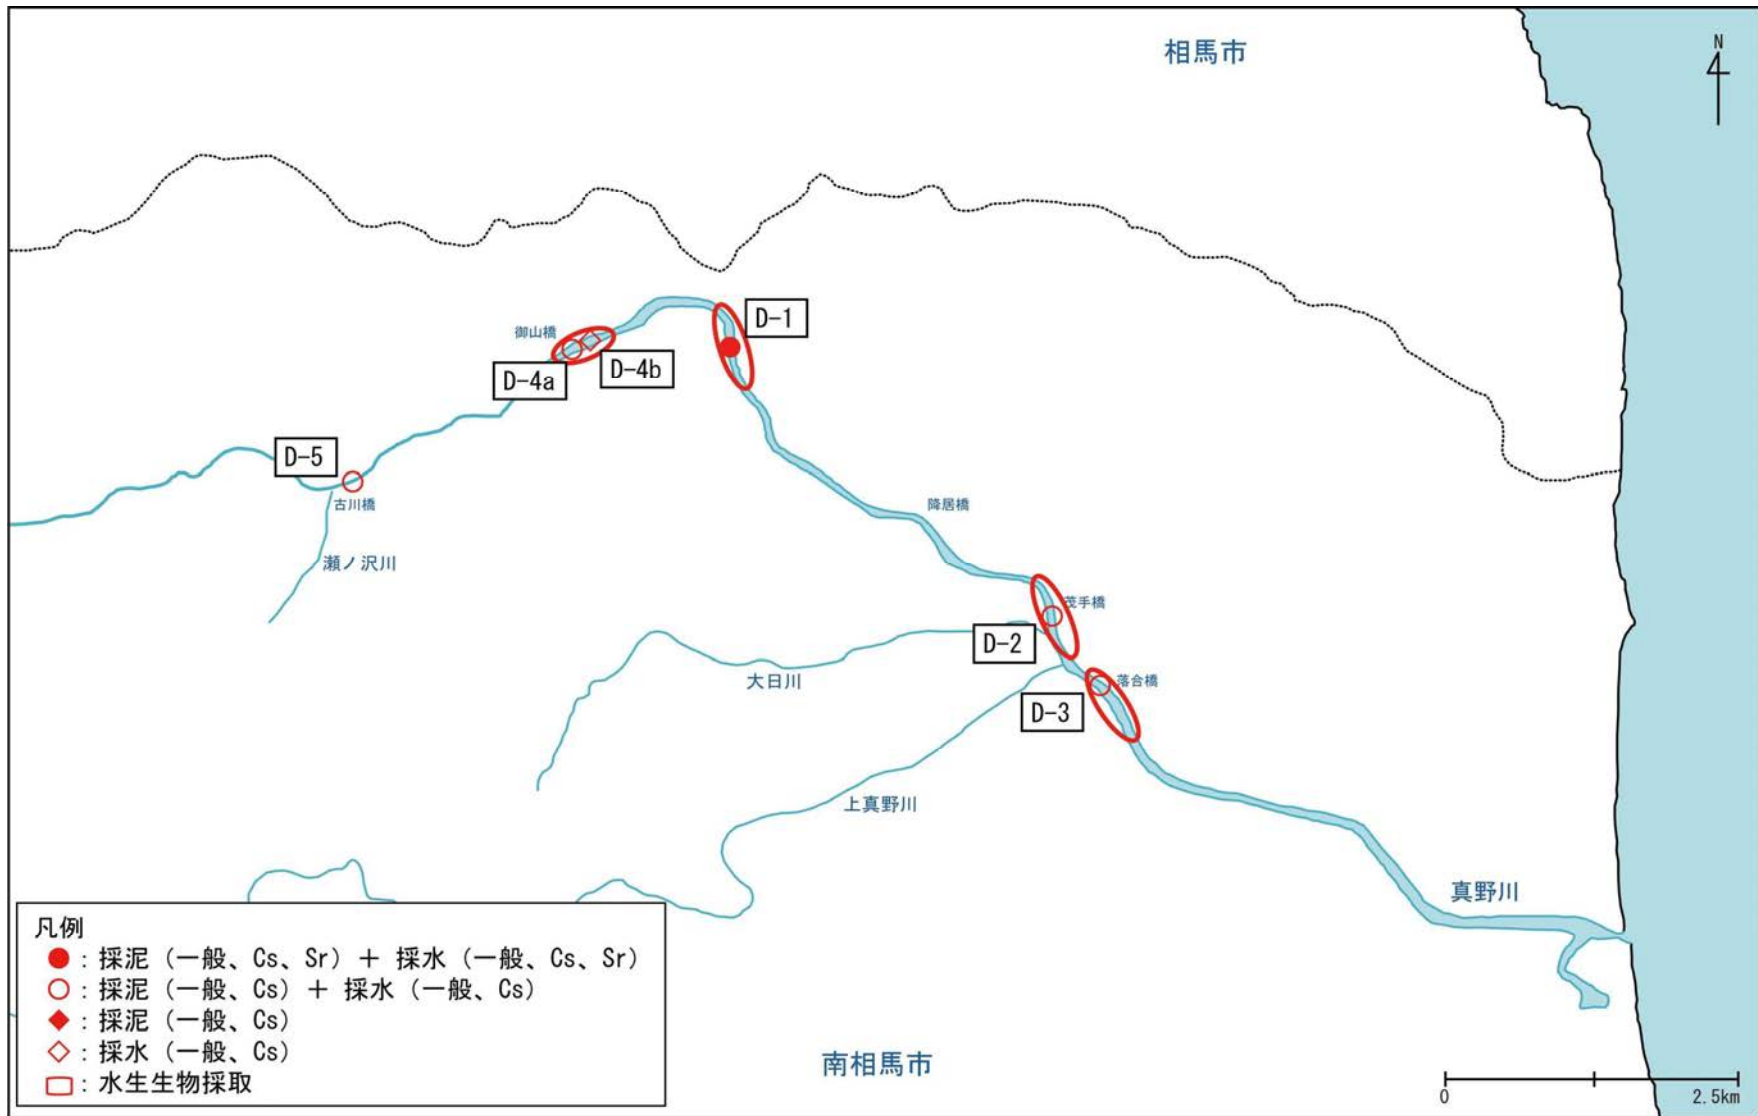 相馬市
N
D-1
御山橋
D-4b
D-4a
D-5
古川橋
降居橋
瀬ノ沢川
茂手橋
D-2
大日川
落合橋
D-3
上真野川
真野川
凡例
: 採泥 (一般、Cs、Sr) + 採水 (一般、Cs、Sr)
: 採泥 (一般、Cs) + 採水 (一般、Cs)
: 採泥 (一般、Cs)
: 採水 (一般、Cs)
: 水生生物採取
南相馬市
0
2.5km